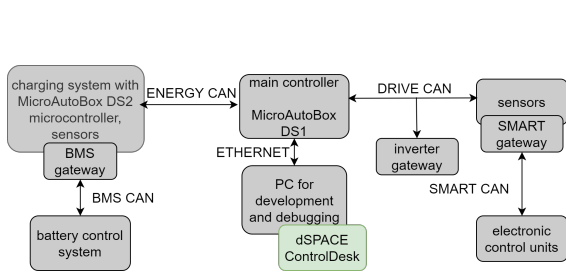 charging system with
MicroAutoBox DS2
microcontroller,
sensors
BMS
gateway
BMS CAN
battery control
system
ENERGY CAN
main controller
MicroAutoBox
DS1
ETHERNET
PC for
development
and debugging
dSPACE
ControlDesk
DRIVE CAN
inverter
gateway
sensors
SMART
gateway
SMART CAN
electronic
control units